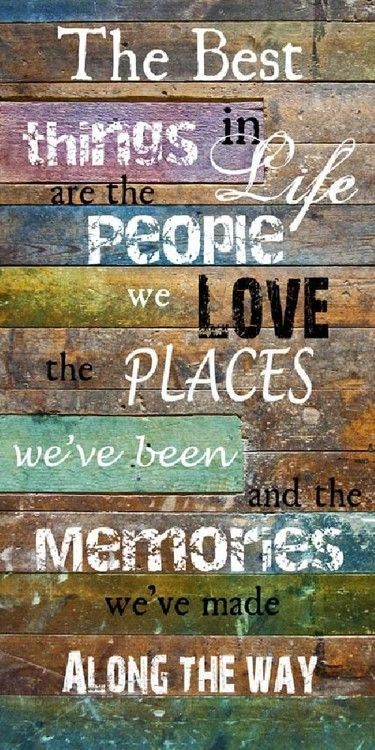 The Best
things in
Life
are the
PEOPlE
we LOVE
the PLACES
we've been
and the
MEMORiES
we've made
ALONG THE WAY